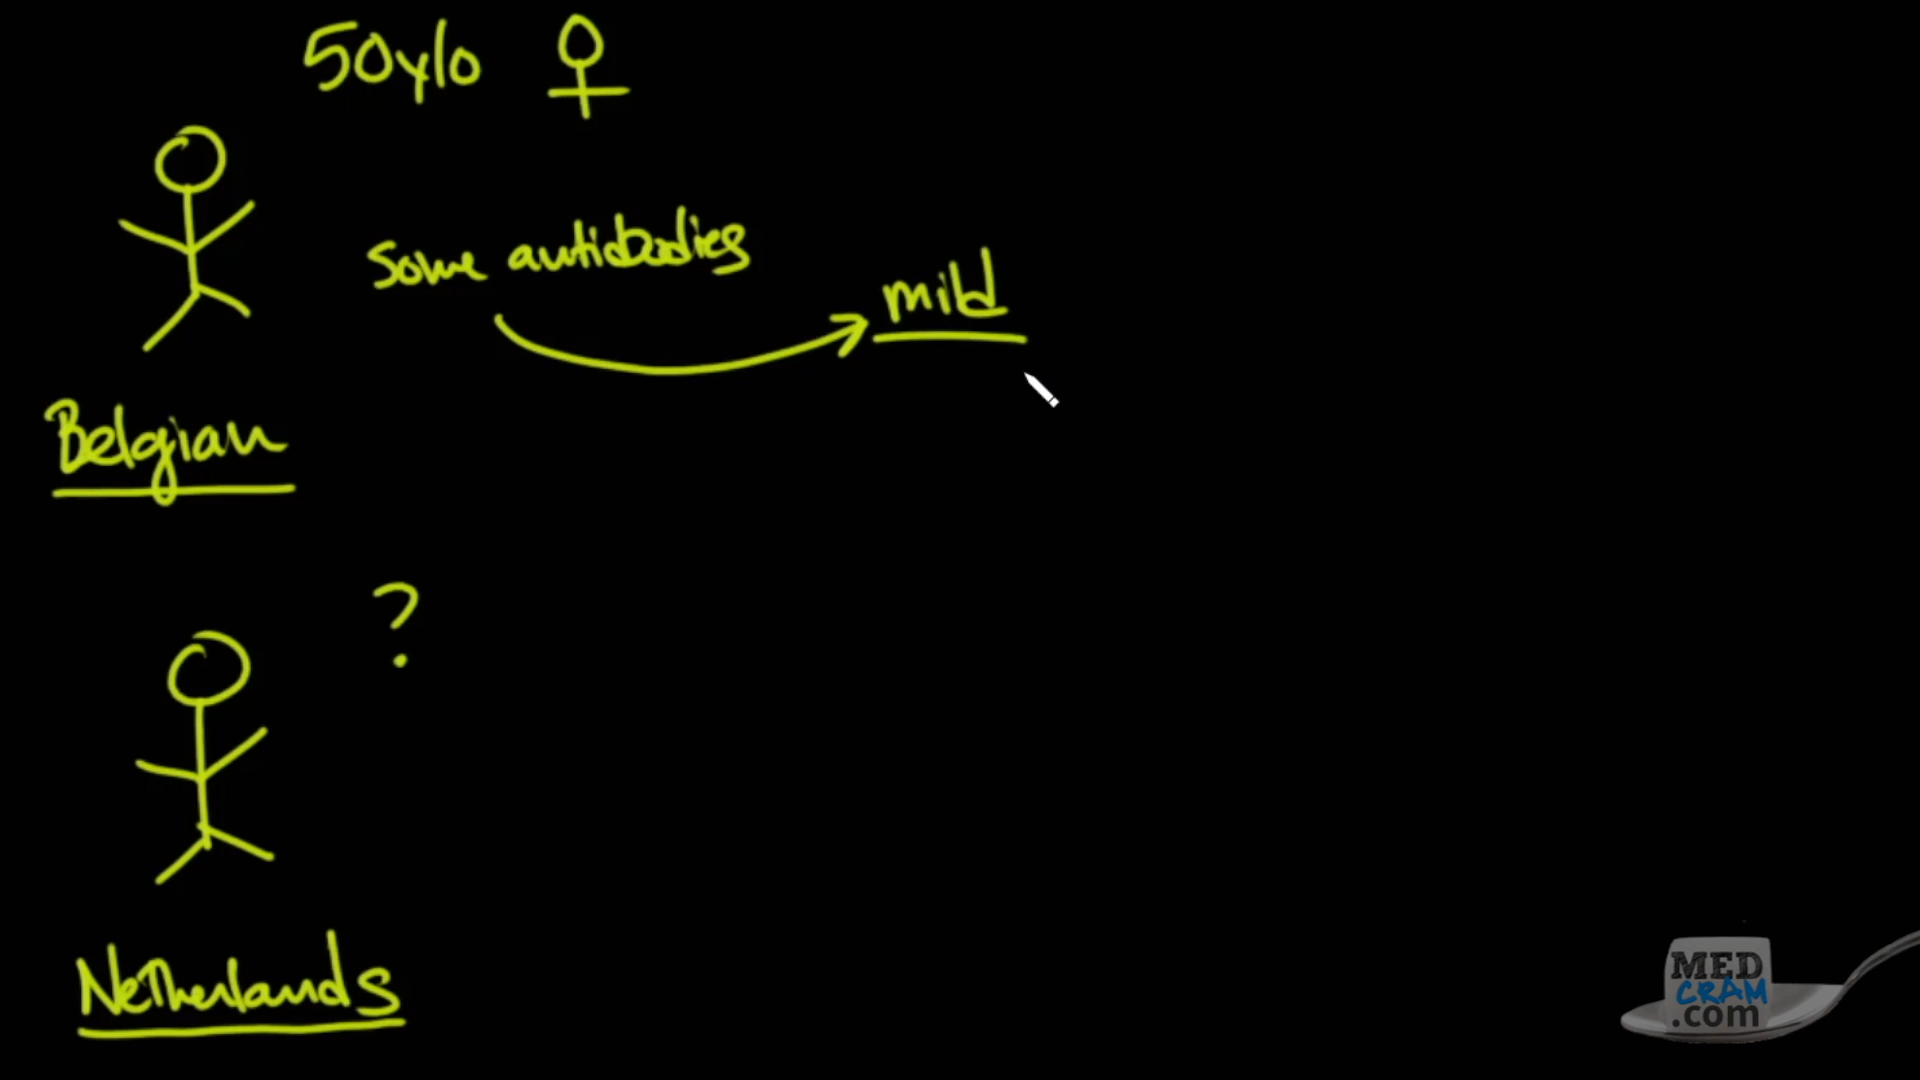 50y/o ♀
Some antibodies
mild
Belgian
?
Netherlands
MED
CRAM
.com